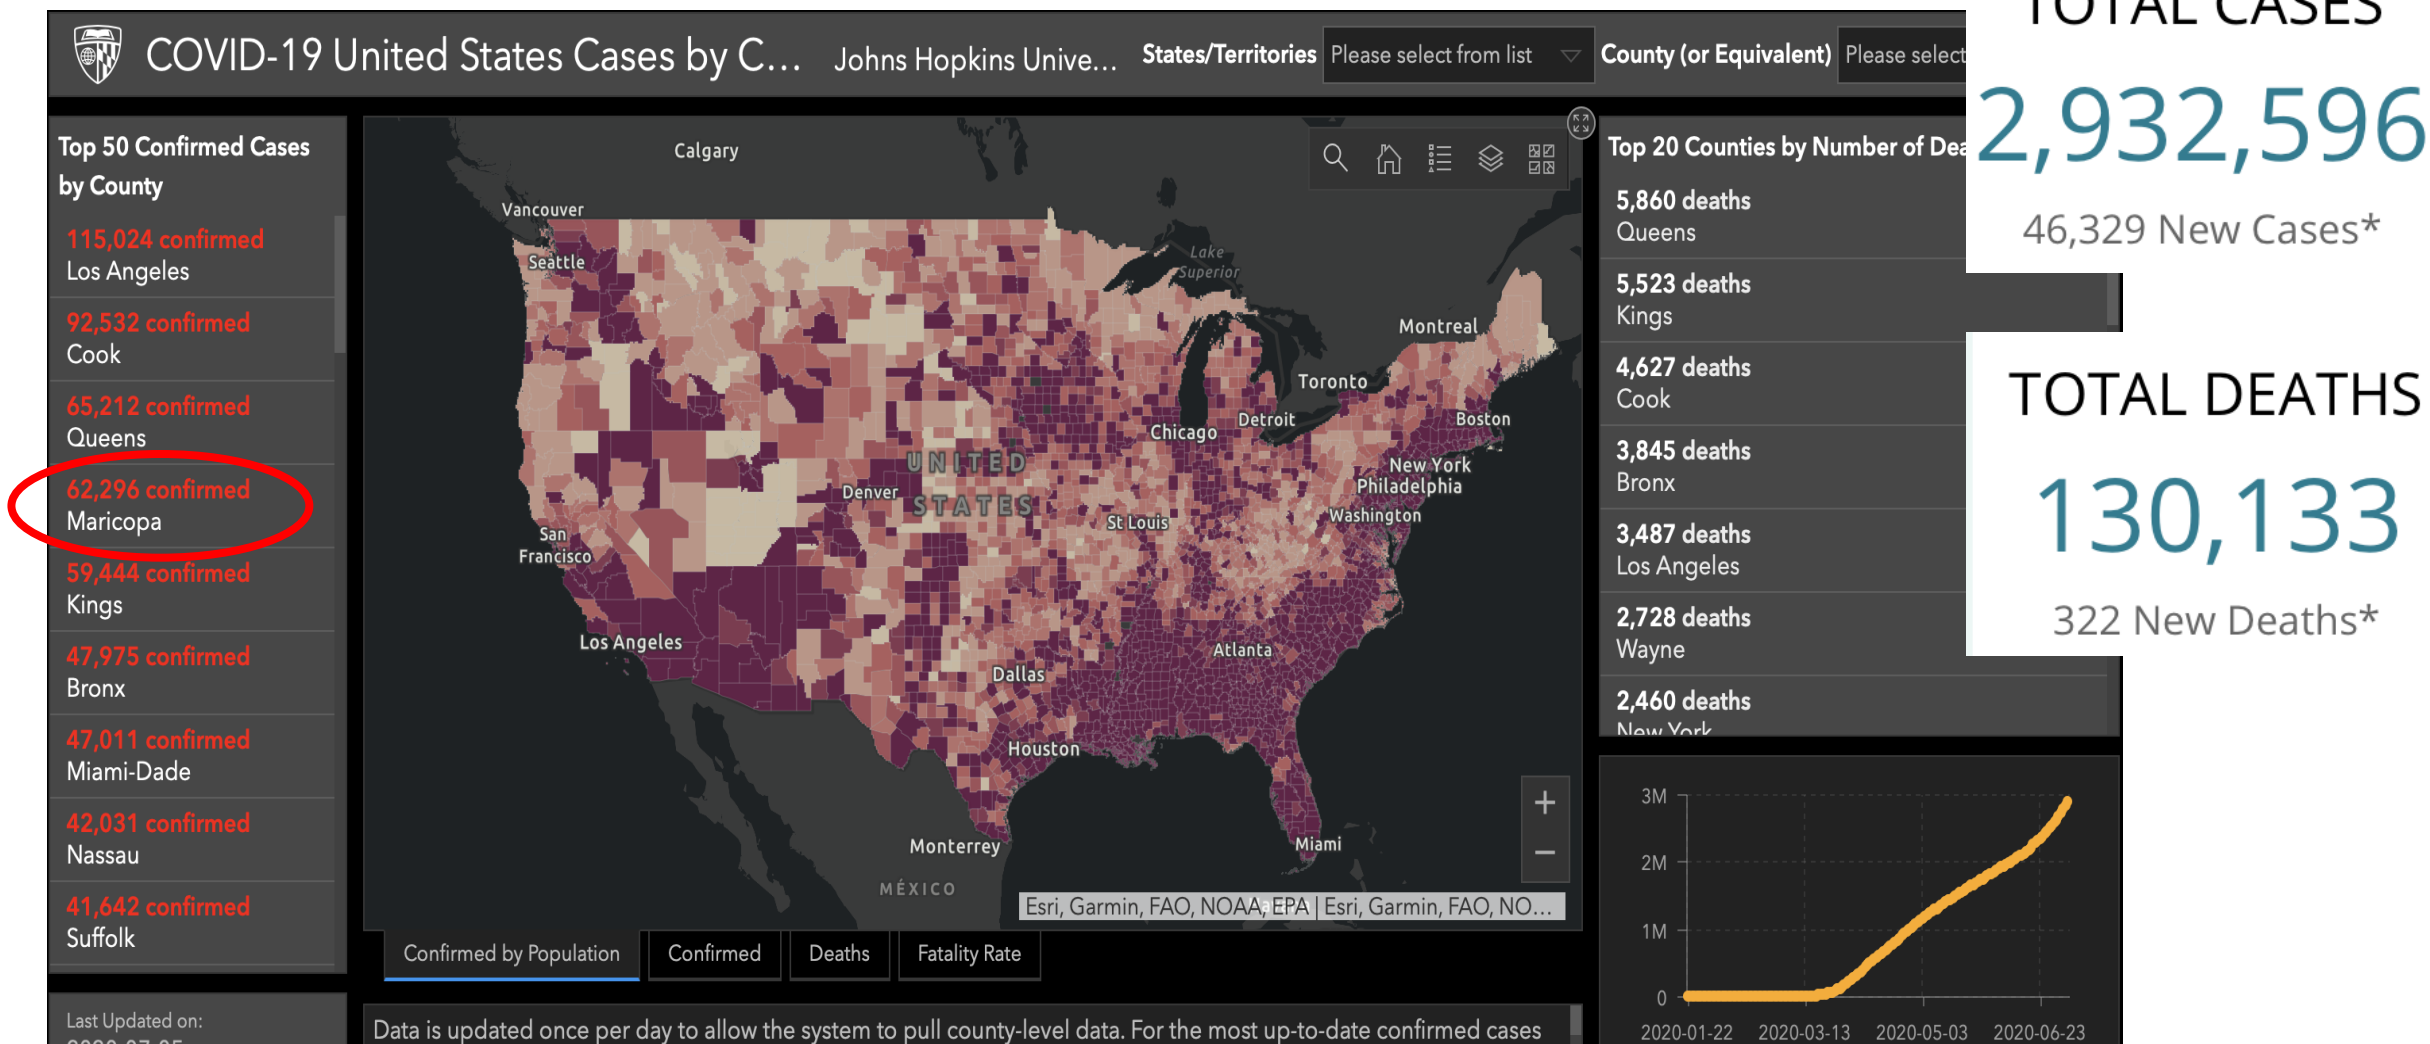 COVID-19 United States Cases by C...
Johns Hopkins Unive...
States/Territories
Please select from list
County (or Equivalent)
Please select
TOTAL CASES
2,932,596
46,329 New Cases*
TOTAL DEATHS
130,133
322 New Deaths*
Top 50 Confirmed Cases
by County
115,024 confirmed
Los Angeles
92,532 confirmed
Cook
65,212 confirmed
Queens
62,296 confirmed
Maricopa
59,444 confirmed
Kings
47,975 confirmed
Bronx
47,011 confirmed
Miami-Dade
42,031 confirmed
Nassau
41,642 confirmed
Suffolk
Last Updated on:
Calgary
Vancouver
Seattle
Lake
Superior
Montreal
Toronto
Detroit
Boston
Chicago
UNITED
STATES
New York
Philadelphia
Denver
Washington
St Louis
San
Francisco
Los Angeles
Atlanta
Dallas
Houston
Monterrey
Miami
MÉXICO
+
−
Esri, Garmin, FAO, NOAA, EPA | Esri, Garmin, FAO, NO...
Confirmed by Population
Confirmed
Deaths
Fatality Rate
Data is updated once per day to allow the system to pull county-level data. For the most up-to-date confirmed cases
Top 20 Counties by Number of Dea
5,860 deaths
Queens
5,523 deaths
Kings
4,627 deaths
Cook
3,845 deaths
Bronx
3,487 deaths
Los Angeles
2,728 deaths
Wayne
2,460 deaths
New York
3M
2M
1M
0
2020-01-22
2020-03-13
2020-05-03
2020-06-23